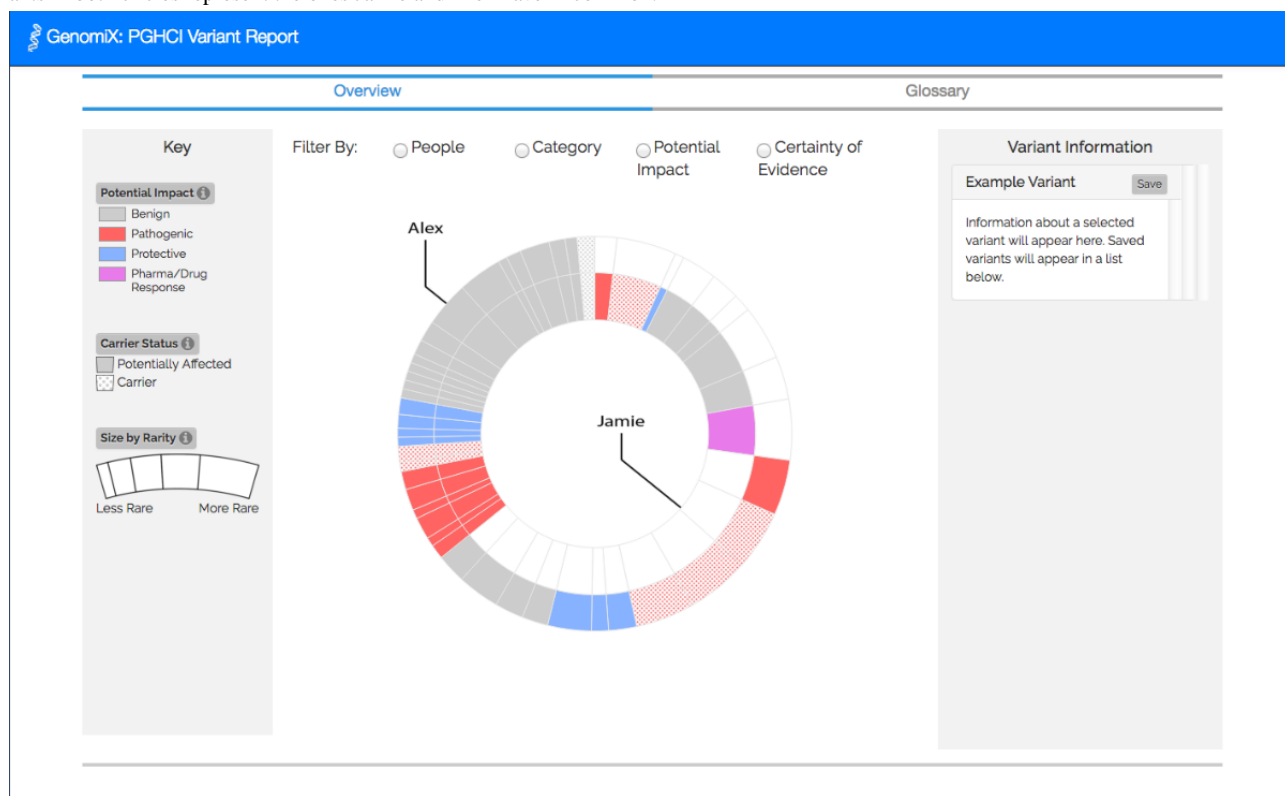 GenomiX: PGHCI Variant Report
Overview
Glossary
Key
Potential Impact
Benign
Pathogenic
Protective
Pharma/Drug
Response
Carrier Status
Potentially Affected
Carrier
Size by Rarity
Less Rare
More Rare
Filter By:
People
Category
Potential
Impact
Certainty of
Evidence
Alex
Jamie
Variant Information
Example Variant
Save
Information about a selected
variant will appear here. Saved
variants will appear in a list
below.